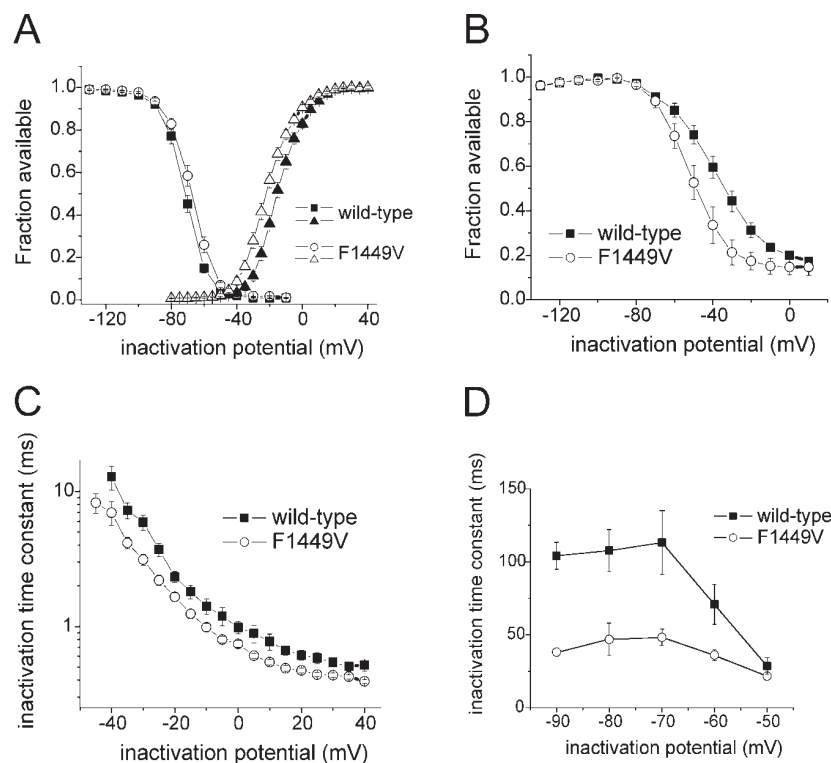 A
Fraction available
1.0
0.8
0.6
0.4
0.2
0.0
wild-type
F1449V
-120
-80
-40
0
40
inactivation potential (mV)
B
Fraction available
1.0
0.8
0.6
0.4
0.2
0.0
wild-type
F1449V
-120
-80
-40
0
inactivation potential (mV)
C
inactivation time constant (ms)
10
1
wild-type
F1449V
-40
-20
0
20
40
inactivation potential (mV)
D
inactivation time constant (ms)
150
100
50
0
wild-type
F1449V
-90
-80
-70
-60
-50
inactivation potential (mV)